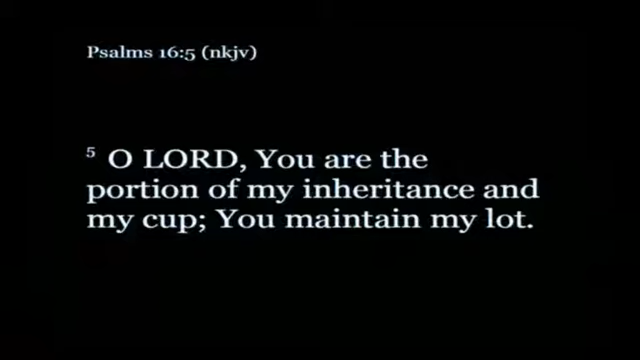 Psalms 16:5 (nkjv)
5 O LORD, You are the
portion of my inheritance and
my cup; You maintain my lot.